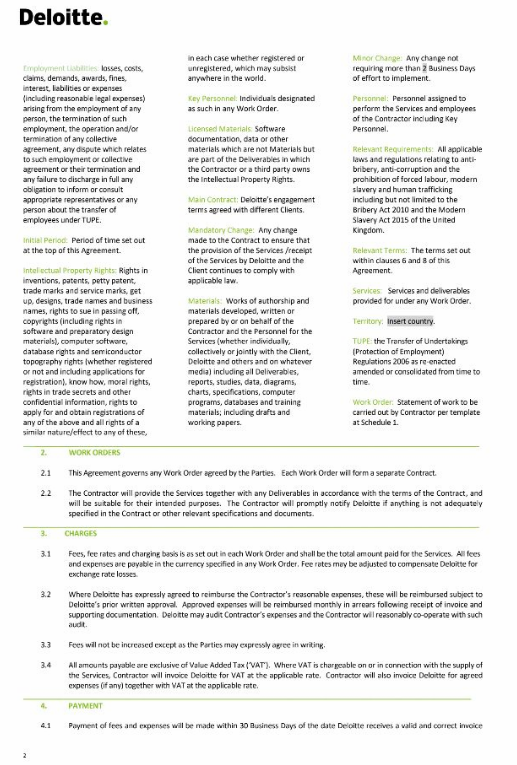 Deloitte.
Employment Liabilities: losses, costs,
claims, demands, awards, fines,
interest, liabilities or expenses
(including reasonable legal expenses)
arising from the employment of any
person, the termination of such
employment, the operation and/or
termination of any collective
agreement, any dispute which relates
to such employment or collective
agreement or their termination and
any failure to discharge in full any
obligation to inform or consult
appropriate representatives or any
person about the transfer of
employees under TUPE.
Initial Period: Period of time set out
at the top of this Agreement.
Intellectual Property Rights: Rights in
inventions, patents, petty patent,
trade marks and service marks, get
up, designs, trade names and business
names, rights to sue in passing off,
copyrights (including rights in
software and preparatory design
materials), computer software,
database rights and semiconductor
topography rights (whether registered
or not and including applications for
registration), know how, moral rights,
rights in trade secrets and other
confidential information, rights to
apply for and obtain registrations of
any of the above and all rights of a
similar nature/effect to any of these,
in each case whether registered or
unregistered, which may subsist
anywhere in the world.
Key Personnel: Individuals designated
as such in any Work Order.
Licensed Materials: Software
documentation, data or other
materials which are not Materials but
are part of the Deliverables in which
the Contractor or a third party owns
the Intellectual Property Rights.
Main Contract: Deloitte's engagement
terms agreed with different Clients.
Mandatory Change: Any change
made to the Contract to ensure that
the provision of the Services /receipt
of the Services by Deloitte and the
Client continues to comply with
applicable law.
Materials: Works of authorship and
materials developed, written or
prepared by or on behalf of the
Contractor and the Personnel for the
Services (whether individually,
collectively or jointly with the Client,
Deloitte and others and on whatever
media) including all Deliverables,
reports, studies, data, diagrams,
charts, specifications, computer
programs, databases and training
materials; including drafts and
working papers.
Minor Change: Any change not
requiring more than 2 Business Days
of effort to implement.
Personnel: Personnel assigned to
perform the Services and employees
of the Contractor including Key
Personnel.
Relevant Requirements: All applicable
laws and regulations relating to anti-
bribery, anti-corruption and the
prohibition of forced labour, modern
slavery and human trafficking
including but not limited to the
Bribery Act 2010 and the Modern
Slavery Act 2015 of the United
Kingdom.
Relevant Terms: The terms set out
within clauses 6 and 8 of this
Agreement.
Services: Services and deliverables
provided for under any Work Order.
Territory: Insert country.
TUPE: the Transfer of Undertakings
(Protection of Employment)
Regulations 2006 as re-enacted
amended or consolidated from time to
time.
Work Order: Statement of work to be
carried out by Contractor per template
at Schedule 1.
2. WORK ORDERS
2.1 This Agreement governs any Work Order agreed by the Parties. Each Work Order will form a separate Contract.
2.2 The Contractor will provide the Services together with any Deliverables in accordance with the terms of the Contract, and
will be suitable for their intended purposes. The Contractor will promptly notify Deloitte if anything is not adequately
specified in the Contract or other relevant specifications and documents.
3. CHARGES
3.1 Fees, fee rates and charging basis is as set out in each Work Order and shall be the total amount paid for the Services. All fees
and expenses are payable in the currency specified in any Work Order. Fee rates may be adjusted to compensate Deloitte for
exchange rate losses.
3.2 Where Deloitte has expressly agreed to reimburse the Contractor's reasonable expenses, these will be reimbursed subject to
Deloitte's prior written approval. Approved expenses will be reimbursed monthly in arrears following receipt of invoice and
supporting documentation. Deloitte may audit Contractor's expenses and the Contractor will reasonably co-operate with such
audit.
3.3 Fees will not be increased except as the Parties may expressly agree in writing.
3.4 All amounts payable are exclusive of Value Added Tax ('VAT'). Where VAT is chargeable on or in connection with the supply of
the Services, Contractor will invoice Deloitte for VAT at the applicable rate. Contractor will also invoice Deloitte for agreed
expenses (if any) together with VAT at the applicable rate.
4. PAYMENT
4.1 Payment of fees and expenses will be made within 30 Business Days of the date Deloitte receives a valid and correct invoice
2